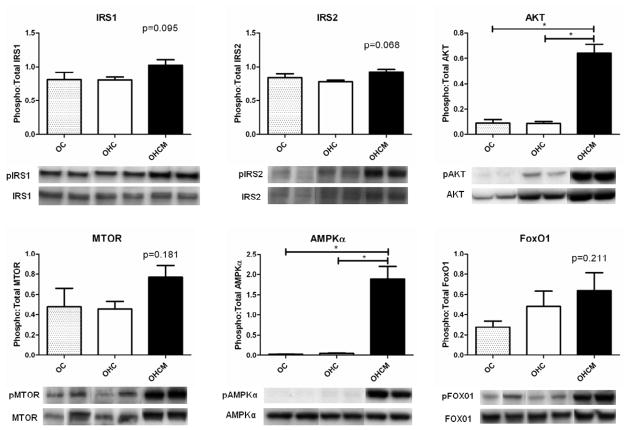 IRS1
p=0.095
Phospho:Total IRS1
1.5
1.0
0.5
0.0
OC
OHC
OHCM
pIRS1
IRS1
IRS2
p=0.068
Phospho:Total IRS2
1.5
1.0
0.5
0.0
OC
OHC
OHCM
pIRS2
IRS2
AKT
*
*
Phospho:Total AKT
0.8
0.6
0.4
0.2
0.0
OC
OHC
OHCM
pAKT
AKT
MTOR
p=0.181
Phospho:Total MTOR
1.0
0.8
0.6
0.4
0.2
0.0
OC
OHC
OHCM
pMTOR
MTOR
AMPKα
*
*
Phospho:Total AMPKα
2.5
2.0
1.5
1.0
0.5
0.0
OC
OHC
OHCM
pAMPKα
AMPKα
FoxO1
p=0.211
Phospho:Total FoxO1
1.0
0.8
0.6
0.4
0.2
0.0
OC
OHC
OHCM
pFOX01
FOX01